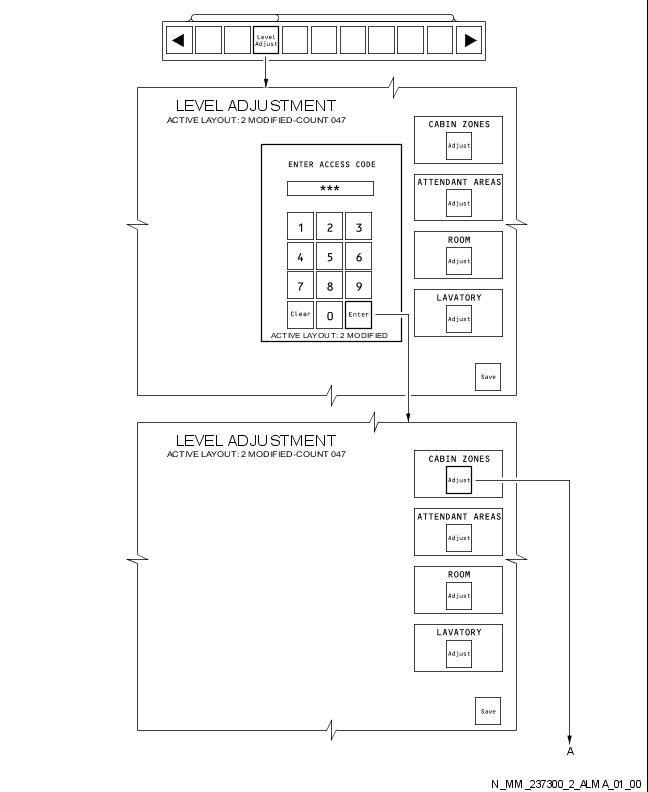 Level
Adjust
LEVEL ADJUSTMENT
ACTIVE LAYOUT: 2 MODIFIED-COUNT 047
CABIN ZONES
Adjust
ENTER ACCESS CODE
***
ATTENDANT AREAS
Adjust
1 2 3
ROOM
4 5 6
Adjust
7 8 9
LAVATORY
Clear 0 Enter
Adjust
ACTIVE LAYOUT: 2 MODIFIED
Save
LEVEL ADJUSTMENT
ACTIVE LAYOUT: 2 MODIFIED-COUNT 047
CABIN ZONES
Adjust
ATTENDANT AREAS
Adjust
ROOM
Adjust
LAVATORY
Adjust
Save
A
N_MM_237300_2_ALMA_01_00